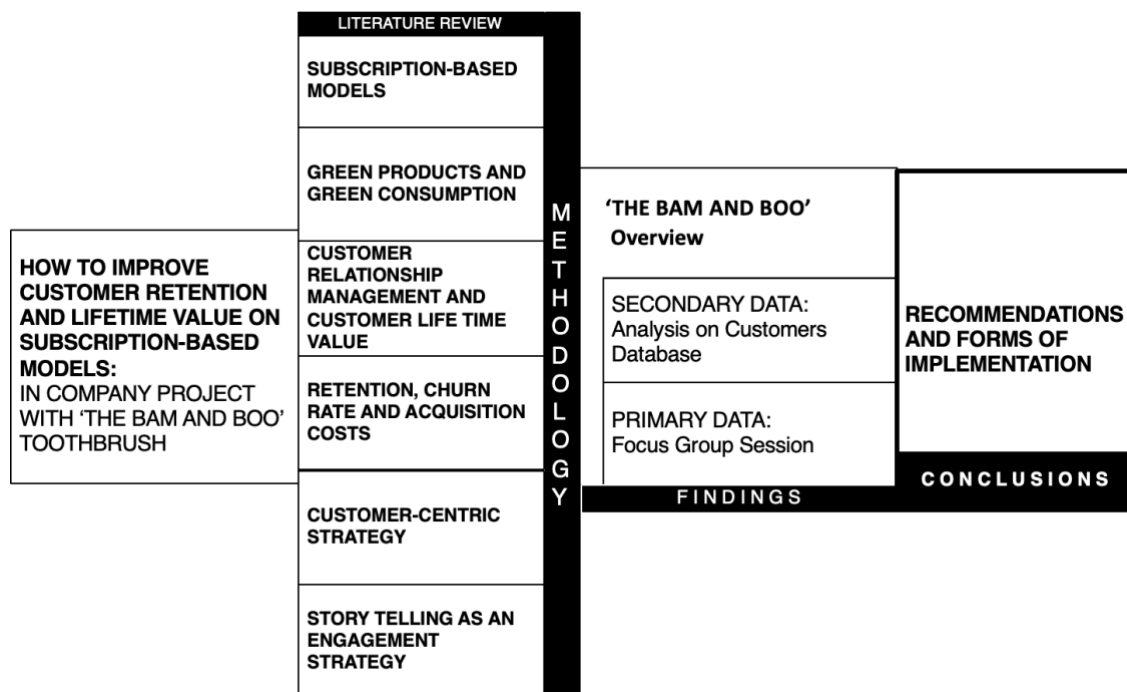 HOW TO IMPROVE
CUSTOMER RETENTION
AND LIFETIME VALUE ON
SUBSCRIPTION-BASED
MODELS:
IN COMPANY PROJECT
WITH ‘THE BAM AND BOO’
TOOTHBRUSH
LITERATURE REVIEW
SUBSCRIPTION-BASED
MODELS
GREEN PRODUCTS AND
GREEN CONSUMPTION
CUSTOMER
RELATIONSHIP
MANAGEMENT AND
CUSTOMER LIFE TIME
VALUE
RETENTION, CHURN
RATE AND ACQUISITION
COSTS
CUSTOMER-CENTRIC
STRATEGY
STORY TELLING AS AN
ENGAGEMENT
STRATEGY
METHODOLOGY
‘THE BAM AND BOO’
Overview
SECONDARY DATA:
Analysis on Customers
Database
PRIMARY DATA:
Focus Group Session
FINDINGS
RECOMMENDATIONS
AND FORMS OF
IMPLEMENTATION
CONCLUSIONS